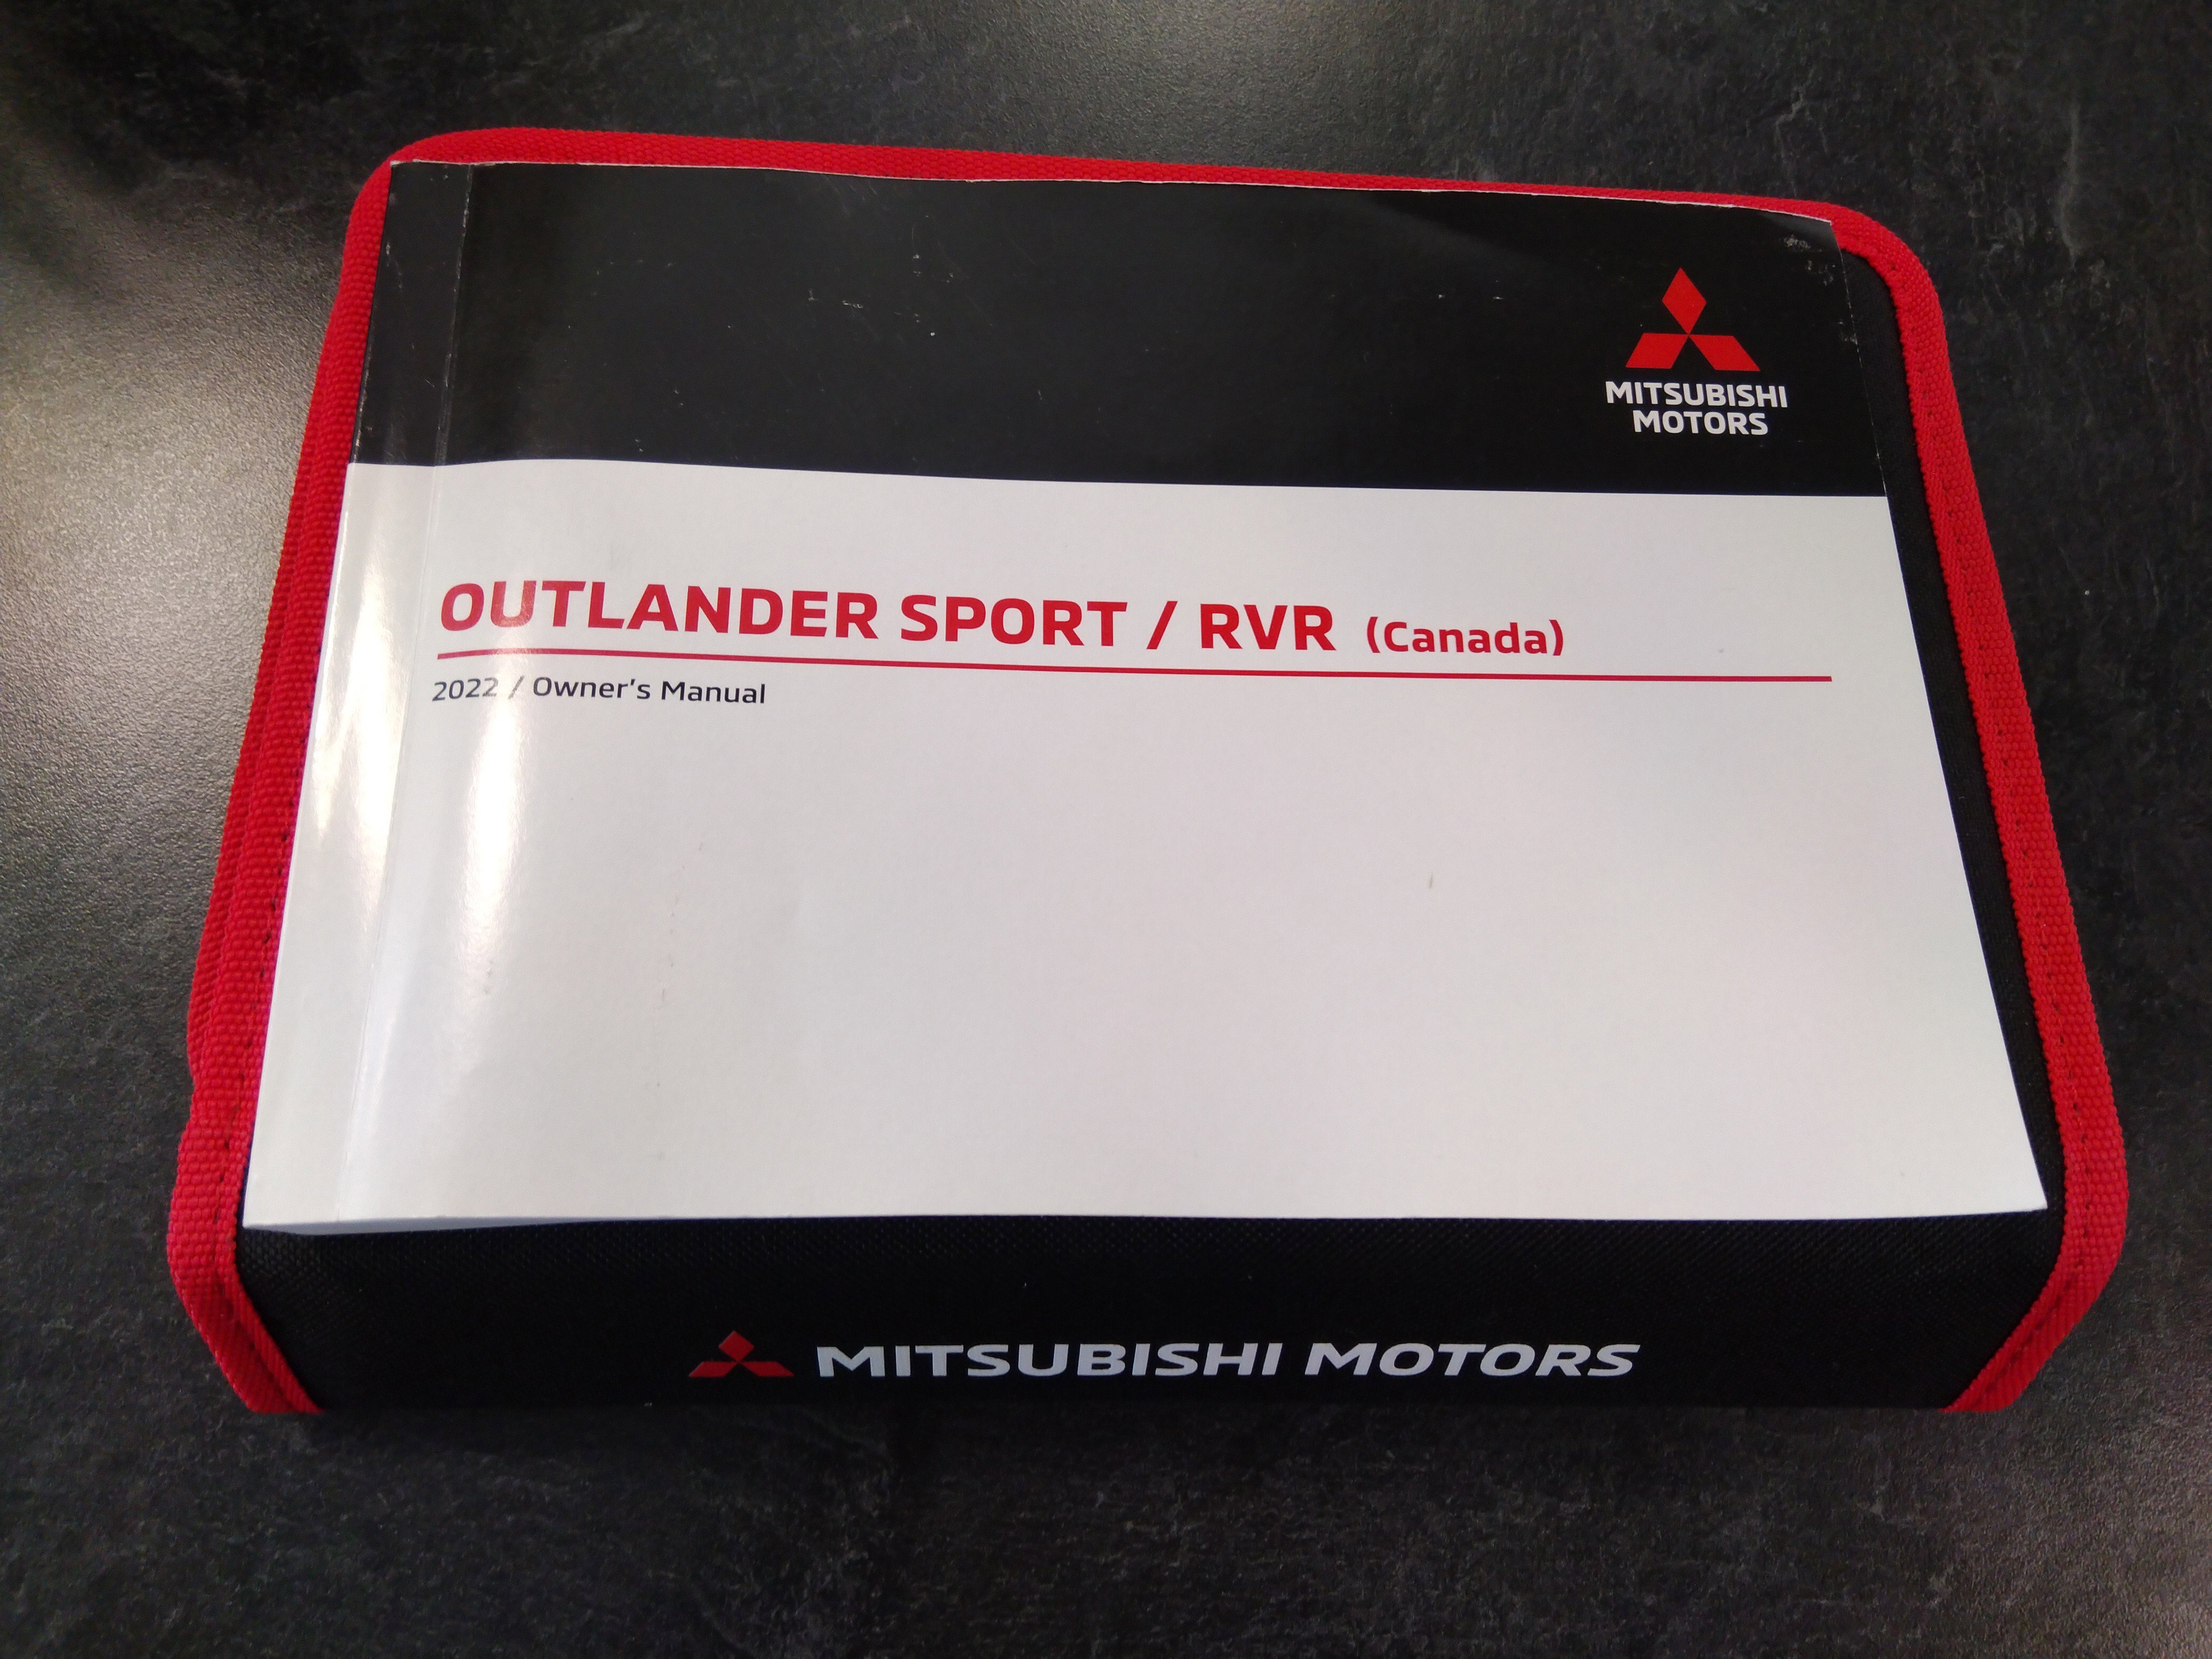 MITSUBISHI
MOTORS
OUTLANDER SPORT / RVR (Canada)
2022 / Owner's Manual
MITSUBISHI MOTORS